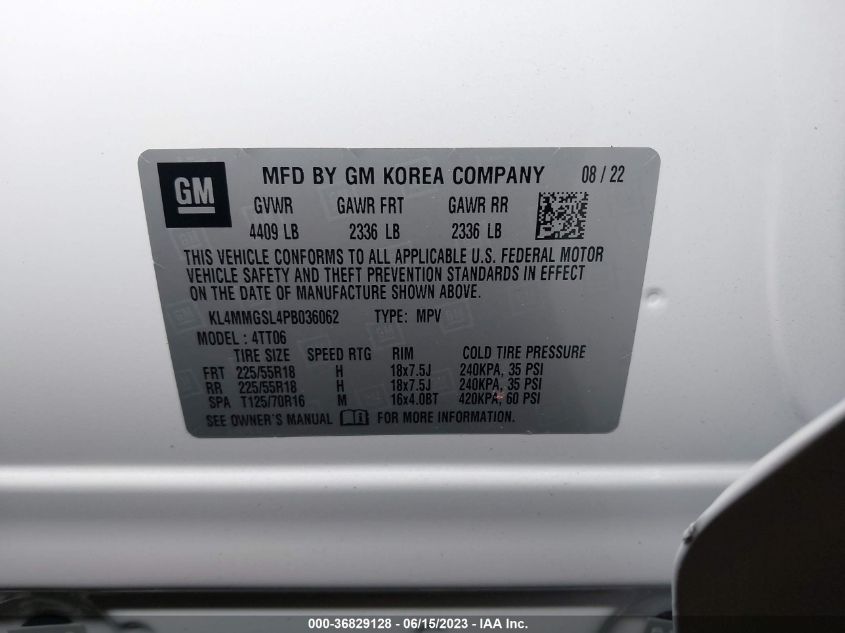 GM MFD BY GM KOREA COMPANY 08 / 22
GVWR GAWR FRT GAWR RR
4409 LB 2336 LB 2336 LB
THIS VEHICLE CONFORMS TO ALL APPLICABLE U.S. FEDERAL MOTOR
VEHICLE SAFETY AND THEFT PREVENTION STANDARDS IN EFFECT
ON THE DATE OF MANUFACTURE SHOWN ABOVE.
KL4MMGSL4PB036062 TYPE: MPV
MODEL : 4TT06
TIRE SIZE SPEED RTG RIM COLD TIRE PRESSURE
FRT 225/55R18 H 18x7.5J 240KPA, 35 PSI
RR 225/55R18 H 18x7.5J 240KPA, 35 PSI
SPA T125/70R16 M 16x4.0BT 420KPA, 60 PSI
SEE OWNER'S MANUAL FOR MORE INFORMATION.
000-36829128 - 06/15/2023 - IAA Inc.